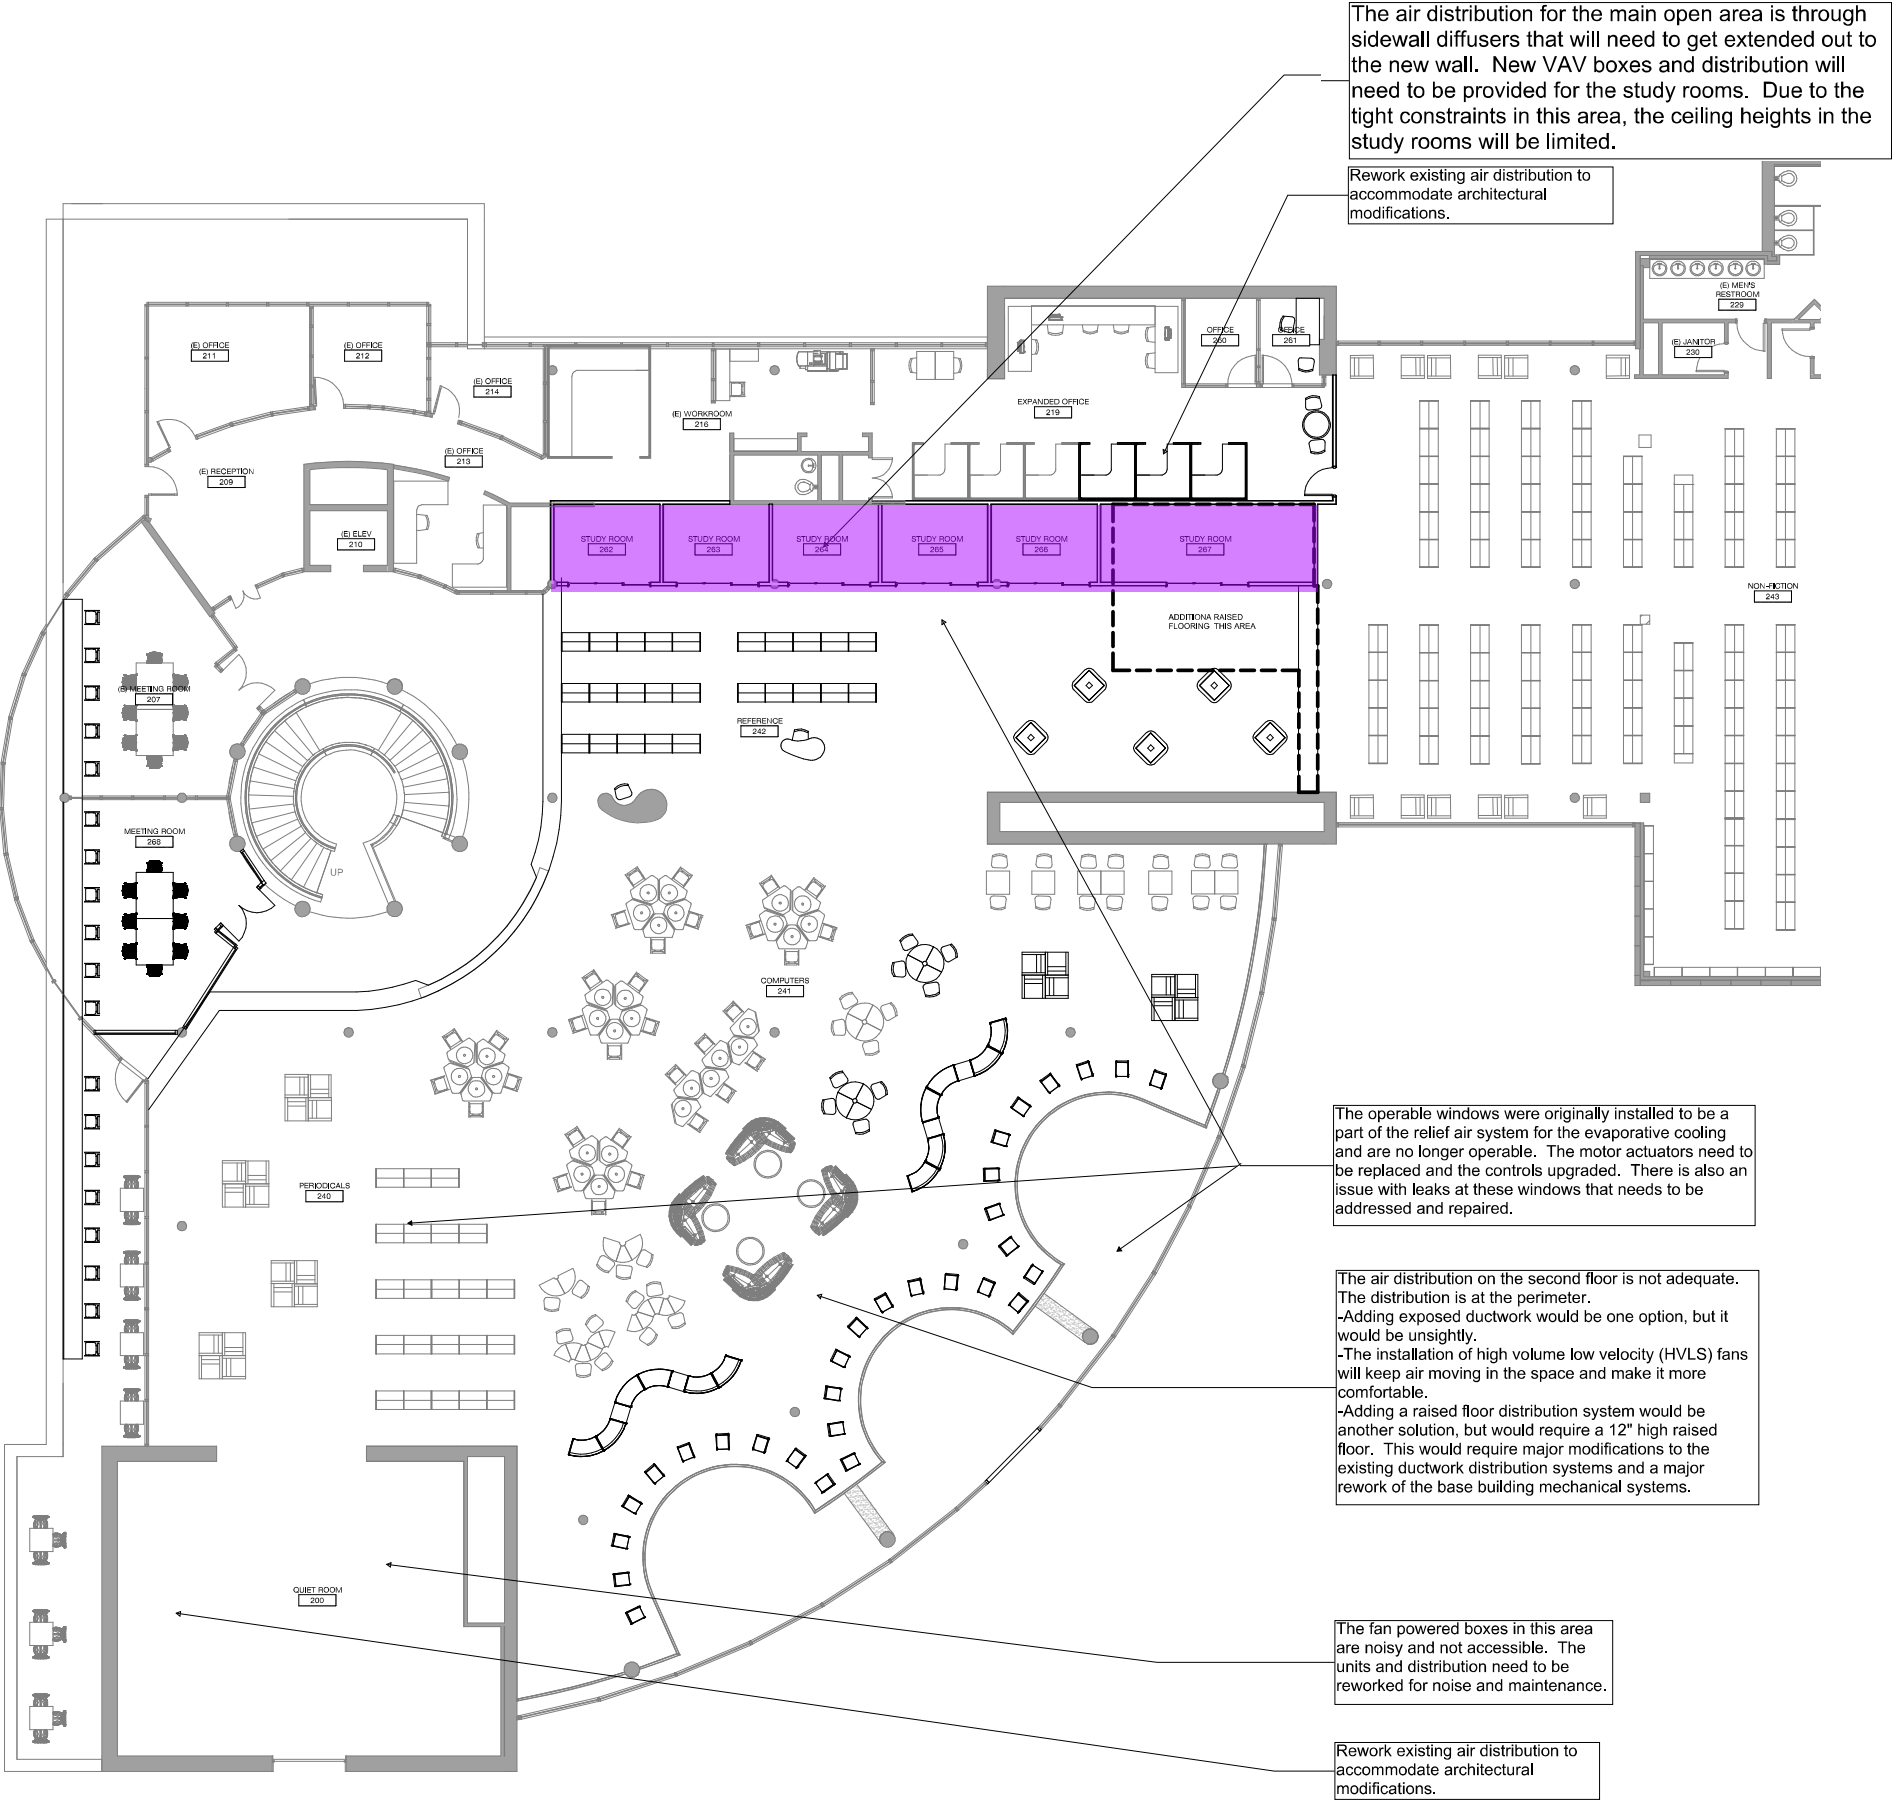 The air distribution for the main open area is through
sidewall diffusers that will need to get extended out to
the new wall.  New VAV boxes and distribution will
need to be provided for the study rooms.  Due to the
tight constraints in this area, the ceiling heights in the
study rooms will be limited.
Rework existing air distribution to
accommodate architectural
modifications.
(E) MEN'S
RESTROOM
229
(E) JANITOR
230
(E) OFFICE
211
(E) OFFICE
212
(E) OFFICE
214
(E) WORKROOM
216
EXPANDED OFFICE
219
OFFICE
260
OFFICE
261
(E) OFFICE
213
(E) RECEPTION
209
(E) ELEV
210
STUDY ROOM
262
STUDY ROOM
263
STUDY ROOM
264
STUDY ROOM
265
STUDY ROOM
266
STUDY ROOM
267
NON-FICTION
243
ADDITIONA RAISED
FLOORING THIS AREA
(E) MEETING ROOM
207
REFERENCE
242
MEETING ROOM
268
UP
COMPUTERS
241
PERIODICALS
240
The operable windows were originally installed to be a
part of the relief air system for the evaporative cooling
and are no longer operable.  The motor actuators need to
be replaced and the controls upgraded.  There is also an
issue with leaks at these windows that needs to be
addressed and repaired.
The air distribution on the second floor is not adequate.
The distribution is at the perimeter.
-Adding exposed ductwork would be one option, but it
would be unsightly.
-The installation of high volume low velocity (HVLS) fans
will keep air moving in the space and make it more
comfortable.
-Adding a raised floor distribution system would be
another solution, but would require a 12" high raised
floor.  This would require major modifications to the
existing ductwork distribution systems and a major
rework of the base building mechanical systems.
QUIET ROOM
200
The fan powered boxes in this area
are noisy and not accessible.  The
units and distribution need to be
reworked for noise and maintenance.
Rework existing air distribution to
accommodate architectural
modifications.